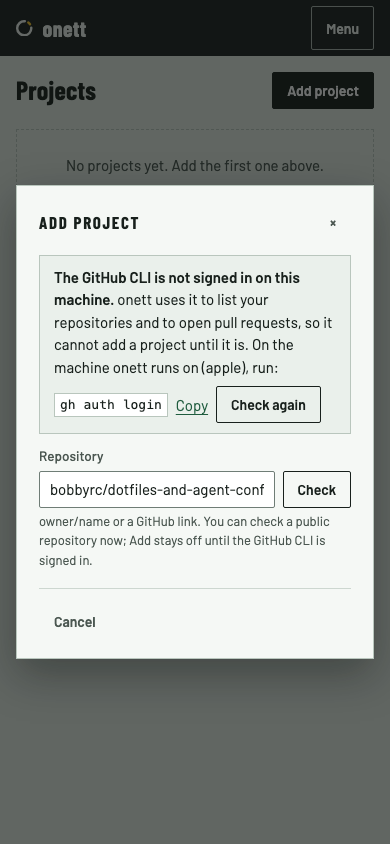 onett
Menu
Projects
Add project
No projects yet. Add the first one above.
ADD PROJECT
×
The GitHub CLI is not signed in on this
machine. onett uses it to list your
repositories and to open pull requests, so it
cannot add a project until it is. On the
machine onett runs on (apple), run:
gh auth login Copy Check again
Repository
bobbyrc/dotfiles-and-agent-conf Check
owner/name or a GitHub link. You can check a public
repository now; Add stays off until the GitHub CLI is
signed in.
Cancel